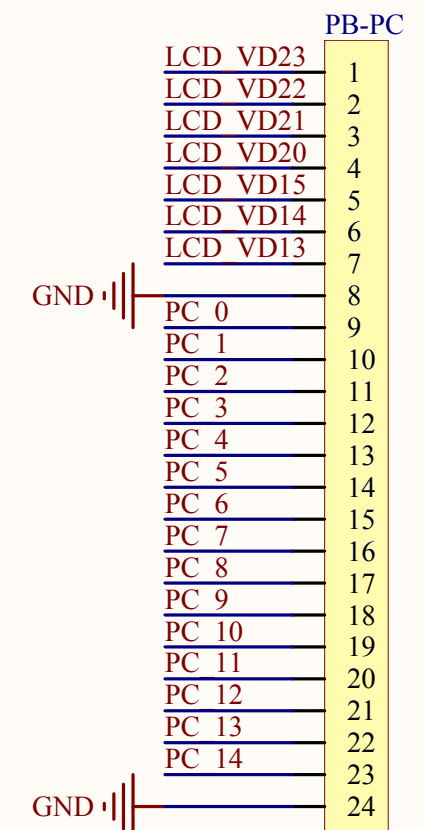 PB-PC
LCD_VD23 1
LCD_VD22 2
LCD_VD21 3
LCD_VD20 4
LCD_VD15 5
LCD_VD14 6
LCD_VD13 7
GND 8
PC_0 9
PC_1 10
PC_2 11
PC_3 12
PC_4 13
PC_5 14
PC_6 15
PC_7 16
PC_8 17
PC_9 18
PC_10 19
PC_11 20
PC_12 21
PC_13 22
PC_14 23
GND 24